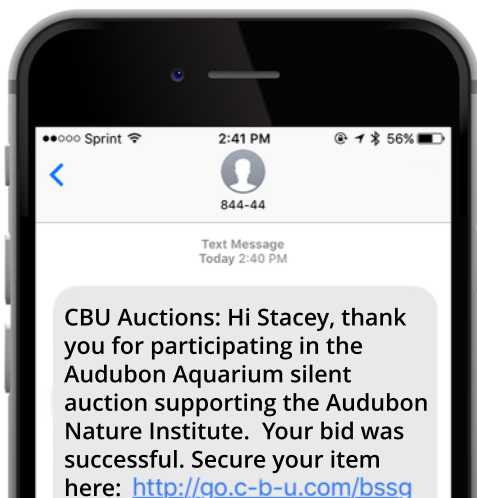 ●●○○○ Sprint 2:41 PM 56%
844-44
Text Message
Today 2:40 PM
CBU Auctions: Hi Stacey, thank
you for participating in the
Audubon Aquarium silent
auction supporting the Audubon
Nature Institute.  Your bid was
successful. Secure your item
here:  http://go.c-b-u.com/bssg